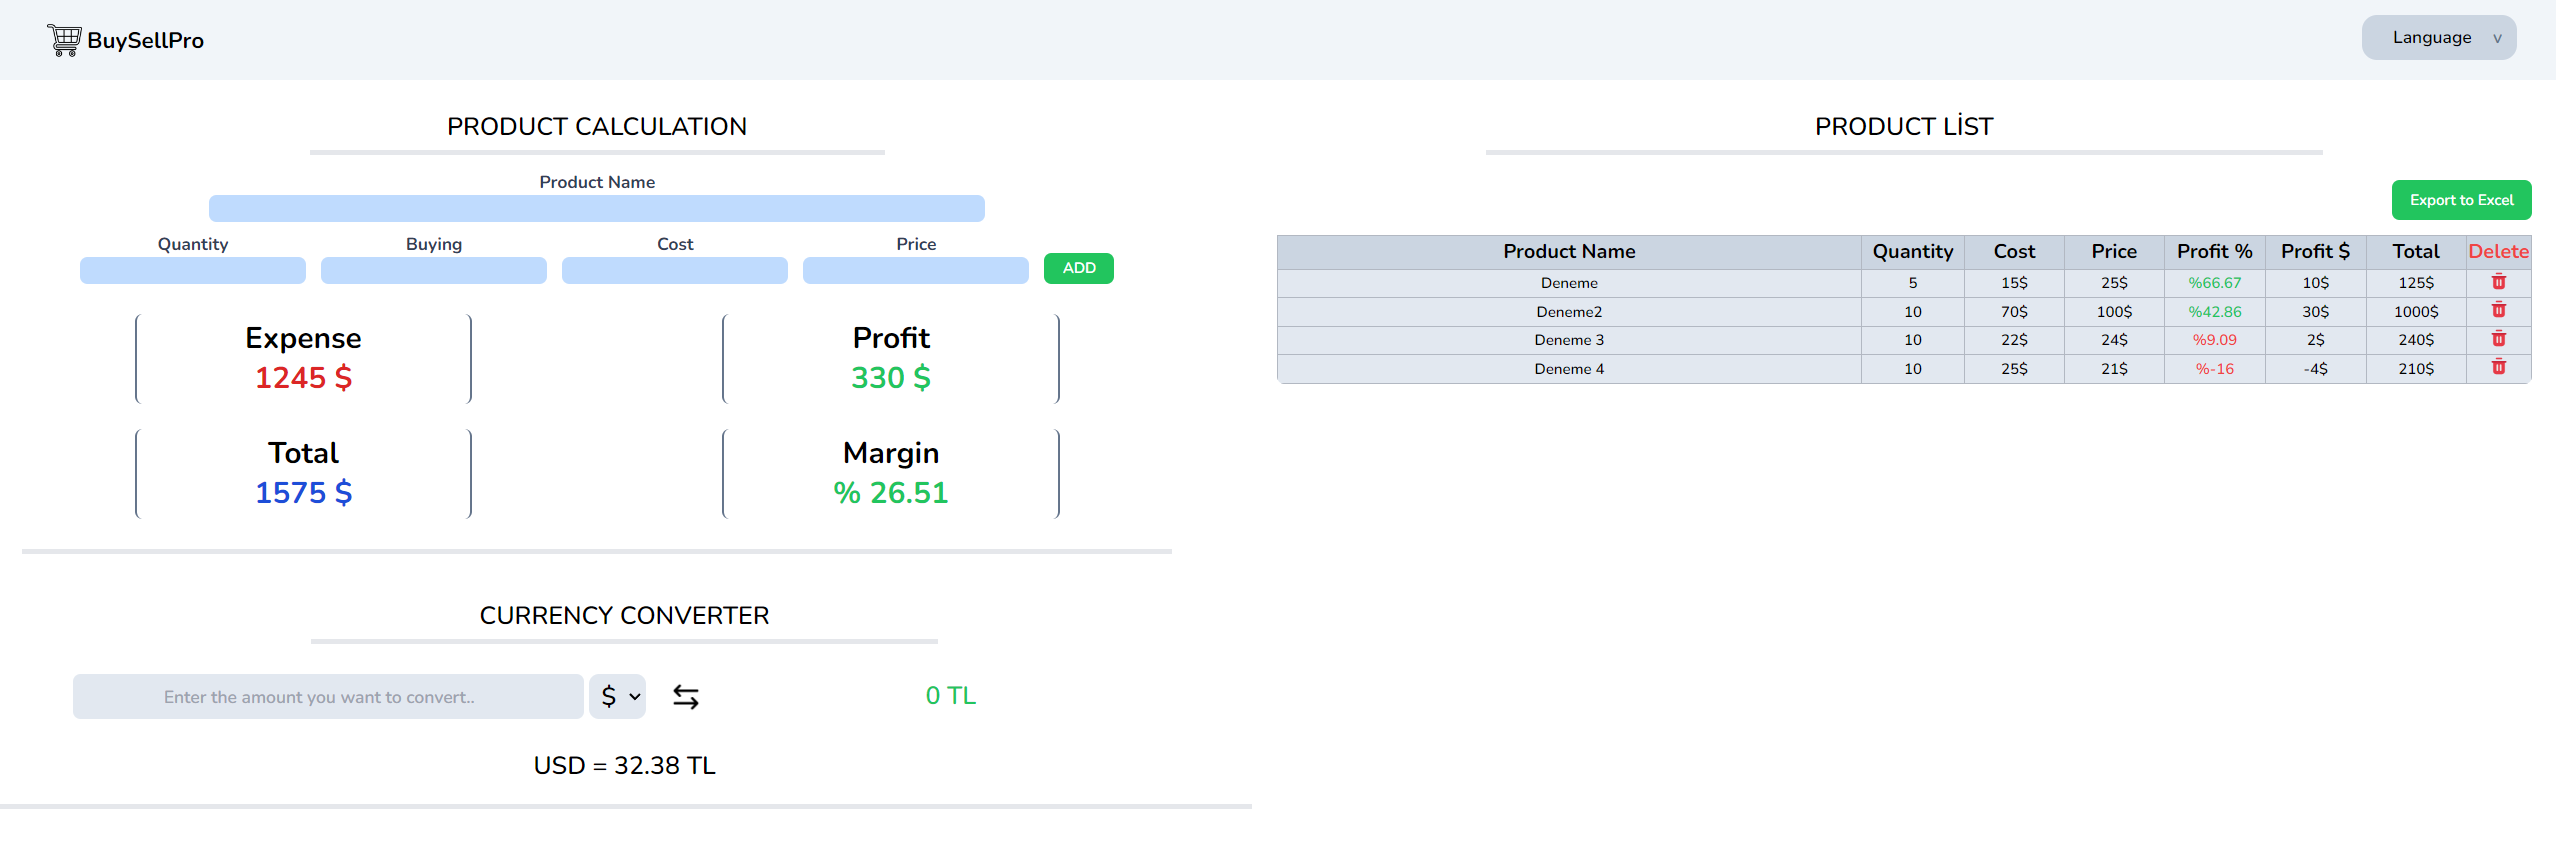 BuySellPro
Language v
PRODUCT CALCULATION
Product Name
Quantity Buying Cost Price
ADD
Expense
1245 $
Profit
330 $
Total
1575 $
Margin
% 26.51
CURRENCY CONVERTER
Enter the amount you want to convert..
$
0 TL
USD = 32.38 TL
PRODUCT LİST
Export to Excel
Product Name Quantity Cost Price Profit % Profit $ Total Delete
Deneme 5 15$ 25$ %66.67 10$ 125$
Deneme2 10 70$ 100$ %42.86 30$ 1000$
Deneme 3 10 22$ 24$ %9.09 2$ 240$
Deneme 4 10 25$ 21$ %-16 -4$ 210$